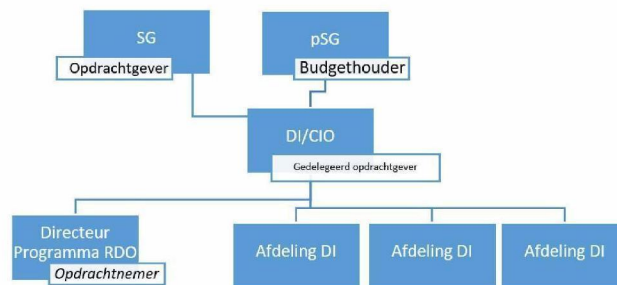 SG
Opdrachtgever
pSG
Budgethouder
DI/CIO
Gedelegeerd opdrachtgever
Directeur
Programma RDO
Opdrachtnemer
Afdeling DI
Afdeling DI
Afdeling DI